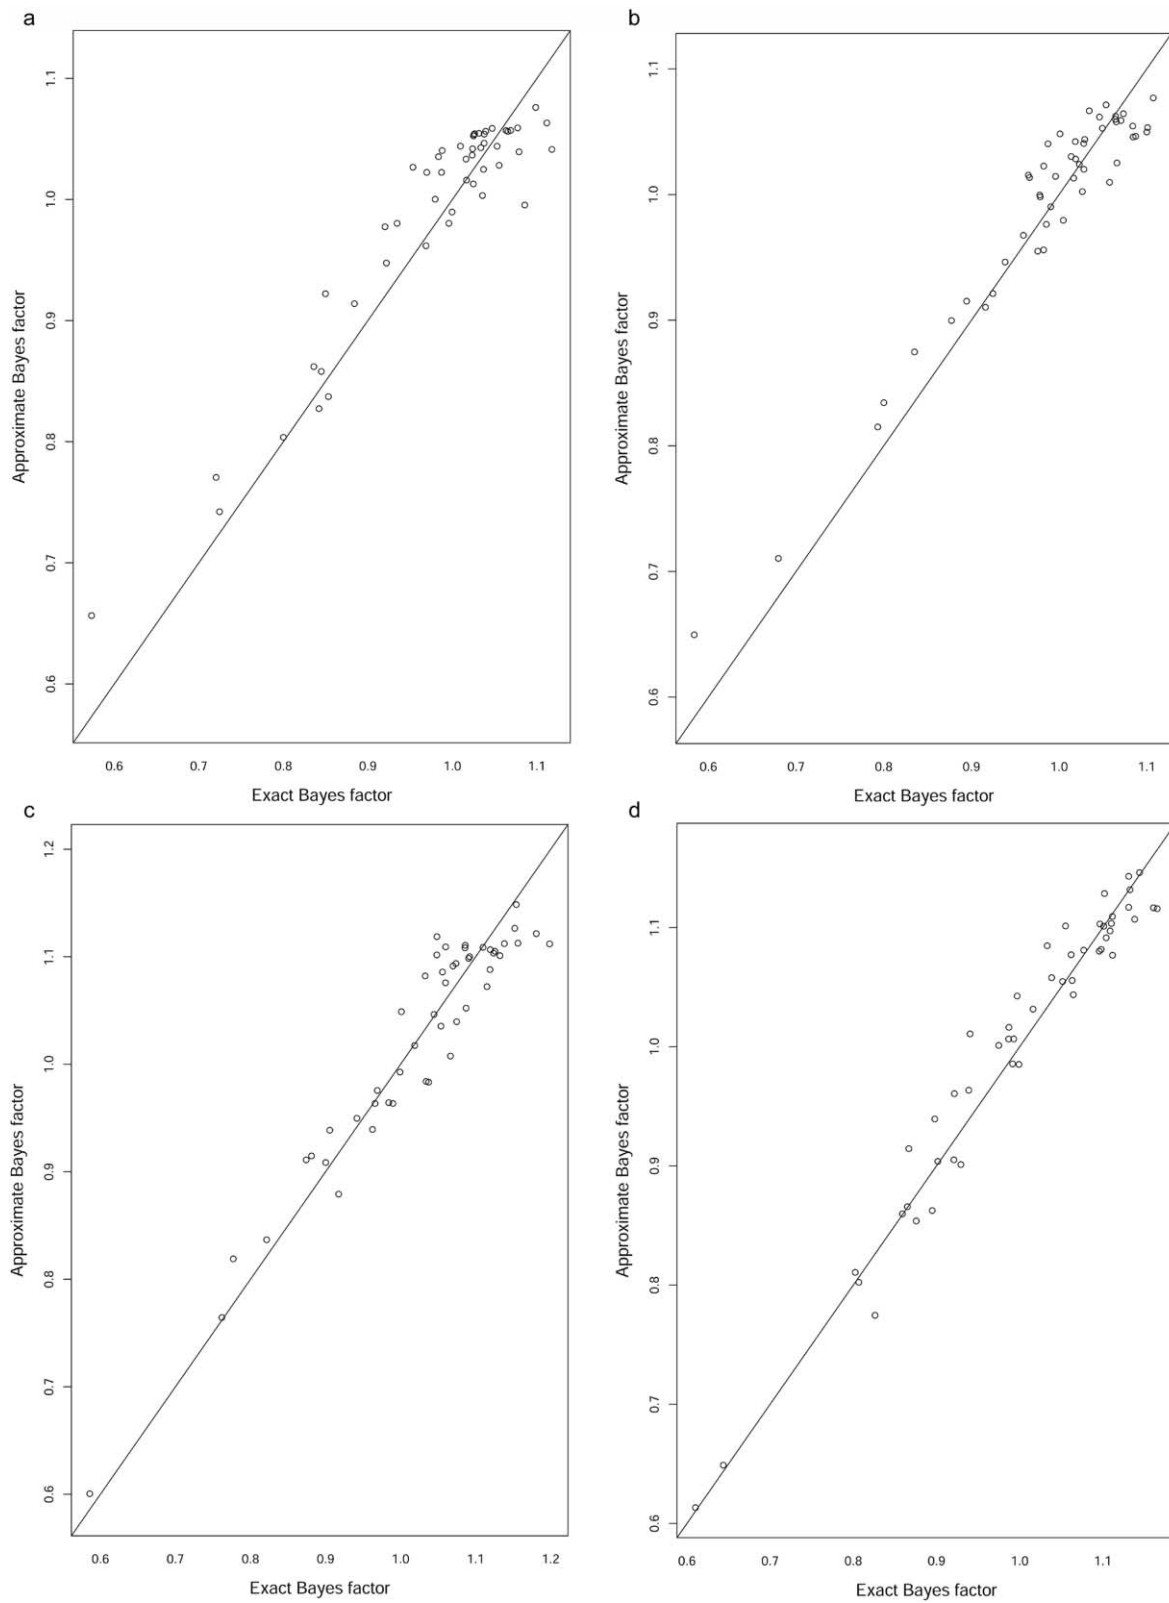 a
Approximate Bayes factor
1.1
1.0
0.9
0.8
0.7
0.6
0.6 0.7 0.8 0.9 1.0 1.1
Exact Bayes factor
b
Approximate Bayes factor
1.1
1.0
0.9
0.8
0.7
0.6
0.6 0.7 0.8 0.9 1.0 1.1
Exact Bayes factor
c
Approximate Bayes factor
1.2
1.1
1.0
0.9
0.8
0.7
0.6
0.6 0.7 0.8 0.9 1.0 1.1 1.2
Exact Bayes factor
d
Approximate Bayes factor
1.1
1.0
0.9
0.8
0.7
0.6
0.6 0.7 0.8 0.9 1.0 1.1
Exact Bayes factor